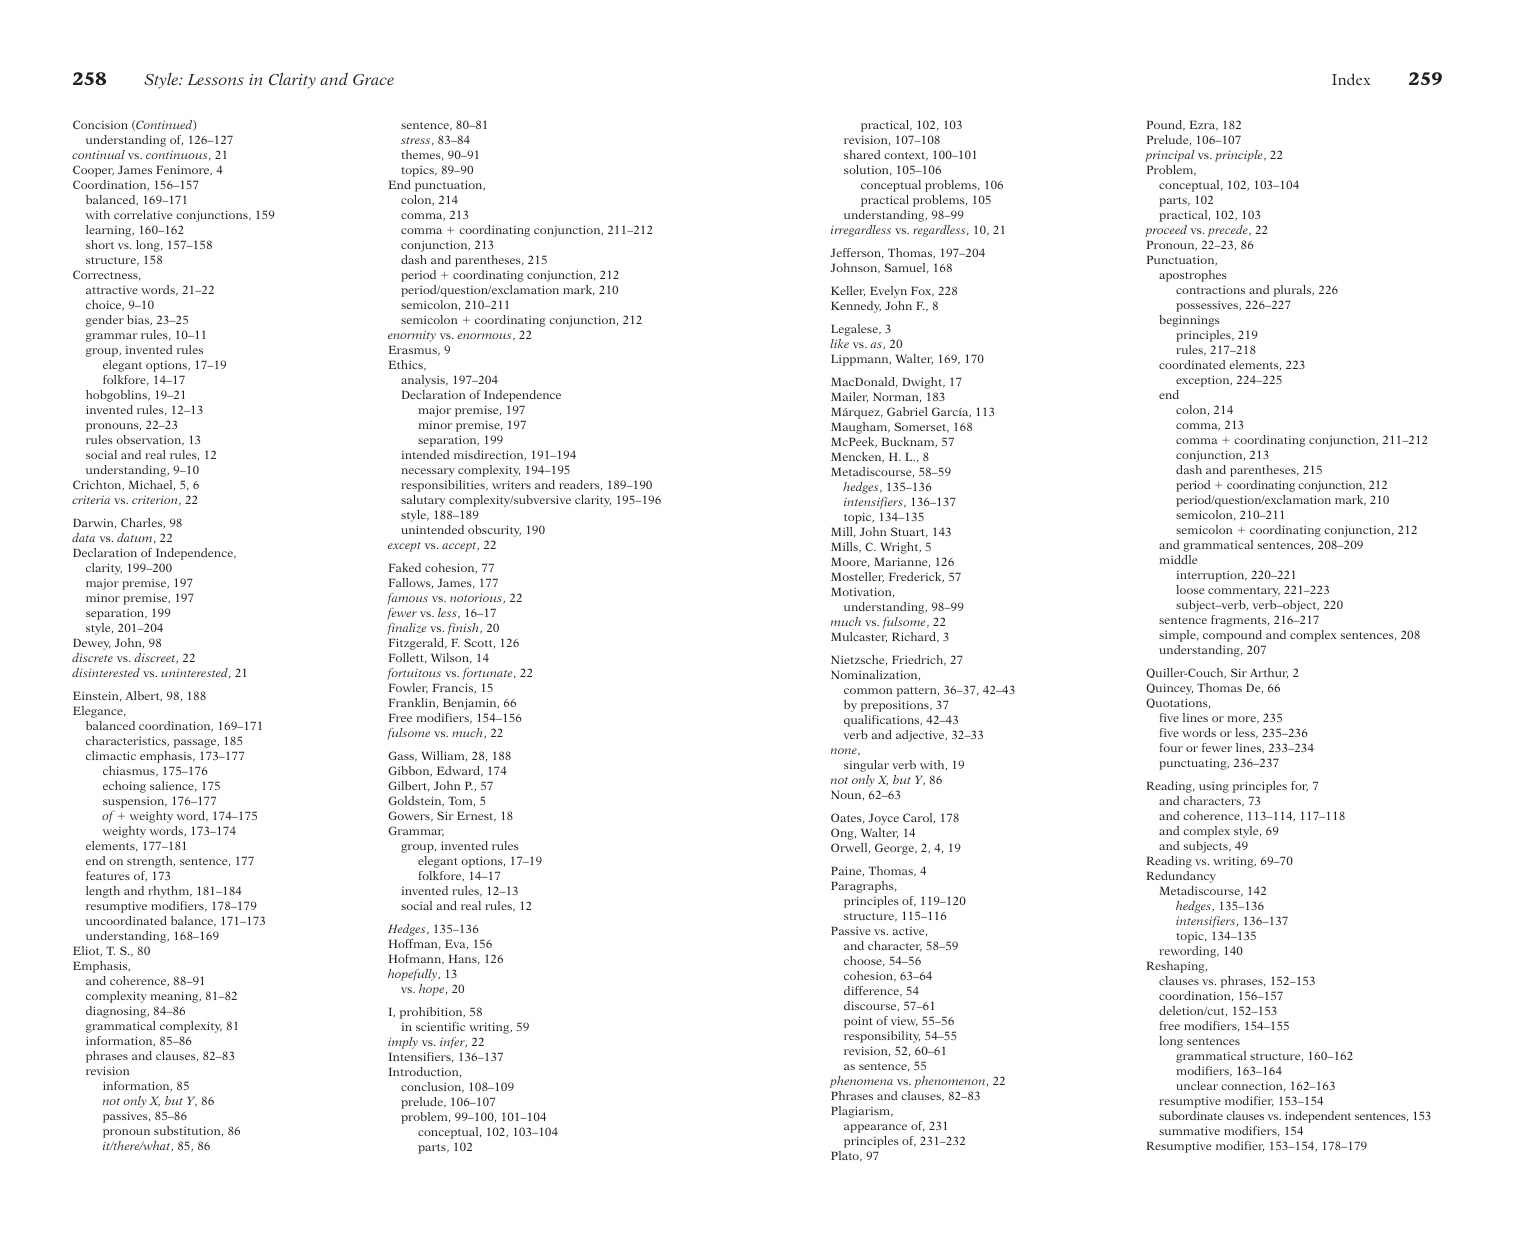 258 Style: Lessons in Clarity and Grace
Concision (Continued)
understanding of, 126–127
continual vs. continuous, 21
Cooper, James Fenimore, 4
Coordination, 156–157
balanced, 169–171
with correlative conjunctions, 159
learning, 160–162
short vs. long, 157–158
structure, 158
Correctness,
attractive words, 21–22
choice, 9–10
gender bias, 23–25
grammar rules, 10–11
group, invented rules
elegant options, 17–19
folkfore, 14–17
hobgoblins, 19–21
invented rules, 12–13
pronouns, 22–23
rules observation, 13
social and real rules, 12
understanding, 9–10
Crichton, Michael, 5, 6
criteria vs. criterion, 22
Darwin, Charles, 98
data vs. datum, 22
Declaration of Independence,
clarity, 199–200
major premise, 197
minor premise, 197
separation, 199
style, 201–204
Dewey, John, 98
discrete vs. discreet, 22
disinterested vs. uninterested, 21
Einstein, Albert, 98, 188
Elegance,
balanced coordination, 169–171
characteristics, passage, 185
climactic emphasis, 173–177
chiasmus, 175–176
echoing salience, 175
suspension, 176–177
of + weighty word, 174–175
weighty words, 173–174
elements, 177–181
end on strength, sentence, 177
features of, 173
length and rhythm, 181–184
resumptive modifiers, 178–179
uncoordinated balance, 171–173
understanding, 168–169
Eliot, T. S., 80
Emphasis,
and coherence, 88–91
complexity meaning, 81–82
diagnosing, 84–86
grammatical complexity, 81
information, 85–86
phrases and clauses, 82–83
revision
information, 85
not only X, but Y, 86
passives, 85–86
pronoun substitution, 86
it/there/what, 85, 86
sentence, 80–81
stress, 83–84
themes, 90–91
topics, 89–90
End punctuation,
colon, 214
comma, 213
comma + coordinating conjunction, 211–212
conjunction, 213
dash and parentheses, 215
period + coordinating conjunction, 212
period/question/exclamation mark, 210
semicolon, 210–211
semicolon + coordinating conjunction, 212
enormity vs. enormous, 22
Erasmus, 9
Ethics,
analysis, 197–204
Declaration of Independence
major premise, 197
minor premise, 197
separation, 199
intended misdirection, 191–194
necessary complexity, 194–195
responsibilities, writers and readers, 189–190
salutary complexity/subversive clarity, 195–196
style, 188–189
unintended obscurity, 190
except vs. accept, 22
Faked cohesion, 77
Fallows, James, 177
famous vs. notorious, 22
fewer vs. less, 16–17
finalize vs. finish, 20
Fitzgerald, F. Scott, 126
Follett, Wilson, 14
fortuitous vs. fortunate, 22
Fowler, Francis, 15
Franklin, Benjamin, 66
Free modifiers, 154–156
fulsome vs. much, 22
Gass, William, 28, 188
Gibbon, Edward, 174
Gilbert, John P., 57
Goldstein, Tom, 5
Gowers, Sir Ernest, 18
Grammar,
group, invented rules
elegant options, 17–19
folkfore, 14–17
invented rules, 12–13
social and real rules, 12
Hedges, 135–136
Hoffman, Eva, 156
Hofmann, Hans, 126
hopefully, 13
vs. hope, 20
I, prohibition, 58
in scientific writing, 59
imply vs. infer, 22
Intensifiers, 136–137
Introduction,
conclusion, 108–109
prelude, 106–107
problem, 99–100, 101–104
conceptual, 102, 103–104
parts, 102
Index 259
practical, 102, 103
revision, 107–108
shared context, 100–101
solution, 105–106
conceptual problems, 106
practical problems, 105
understanding, 98–99
irregardless vs. regardless, 10, 21
Jefferson, Thomas, 197–204
Johnson, Samuel, 168
Keller, Evelyn Fox, 228
Kennedy, John F., 8
Legalese, 3
like vs. as, 20
Lippmann, Walter, 169, 170
MacDonald, Dwight, 17
Mailer, Norman, 183
Márquez, Gabriel García, 113
Maugham, Somerset, 168
McPeek, Bucknam, 57
Mencken, H. L., 8
Metadiscourse, 58–59
hedges, 135–136
intensifiers, 136–137
topic, 134–135
Mill, John Stuart, 143
Mills, C. Wright, 5
Moore, Marianne, 126
Mosteller, Frederick, 57
Motivation,
understanding, 98–99
much vs. fulsome, 22
Mulcaster, Richard, 3
Nietzsche, Friedrich, 27
Nominalization,
common pattern, 36–37, 42–43
by prepositions, 37
qualifications, 42–43
verb and adjective, 32–33
none,
singular verb with, 19
not only X, but Y, 86
Noun, 62–63
Oates, Joyce Carol, 178
Ong, Walter, 14
Orwell, George, 2, 4, 19
Paine, Thomas, 4
Paragraphs,
principles of, 119–120
structure, 115–116
Passive vs. active,
and character, 58–59
choose, 54–56
cohesion, 63–64
difference, 54
discourse, 57–61
point of view, 55–56
responsibility, 54–55
revision, 52, 60–61
as sentence, 55
phenomena vs. phenomenon, 22
Phrases and clauses, 82–83
Plagiarism,
appearance of, 231
principles of, 231–232
Plato, 97
Pound, Ezra, 182
Prelude, 106–107
principal vs. principle, 22
Problem,
conceptual, 102, 103–104
parts, 102
practical, 102, 103
proceed vs. precede, 22
Pronoun, 22–23, 86
Punctuation,
apostrophes
contractions and plurals, 226
possessives, 226–227
beginnings
principles, 219
rules, 217–218
coordinated elements, 223
exception, 224–225
end
colon, 214
comma, 213
comma + coordinating conjunction, 211–212
conjunction, 213
dash and parentheses, 215
period + coordinating conjunction, 212
period/question/exclamation mark, 210
semicolon, 210–211
semicolon + coordinating conjunction, 212
and grammatical sentences, 208–209
middle
interruption, 220–221
loose commentary, 221–223
subject–verb, verb–object, 220
sentence fragments, 216–217
simple, compound and complex sentences, 208
understanding, 207
Quiller-Couch, Sir Arthur, 2
Quincey, Thomas De, 66
Quotations,
five lines or more, 235
five words or less, 235–236
four or fewer lines, 233–234
punctuating, 236–237
Reading, using principles for, 7
and characters, 73
and coherence, 113–114, 117–118
and complex style, 69
and subjects, 49
Reading vs. writing, 69–70
Redundancy
Metadiscourse, 142
hedges, 135–136
intensifiers, 136–137
topic, 134–135
rewording, 140
Reshaping,
clauses vs. phrases, 152–153
coordination, 156–157
deletion/cut, 152–153
free modifiers, 154–155
long sentences
grammatical structure, 160–162
modifiers, 163–164
unclear connection, 162–163
resumptive modifier, 153–154
subordinate clauses vs. independent sentences, 153
summative modifiers, 154
Resumptive modifier, 153–154, 178–179